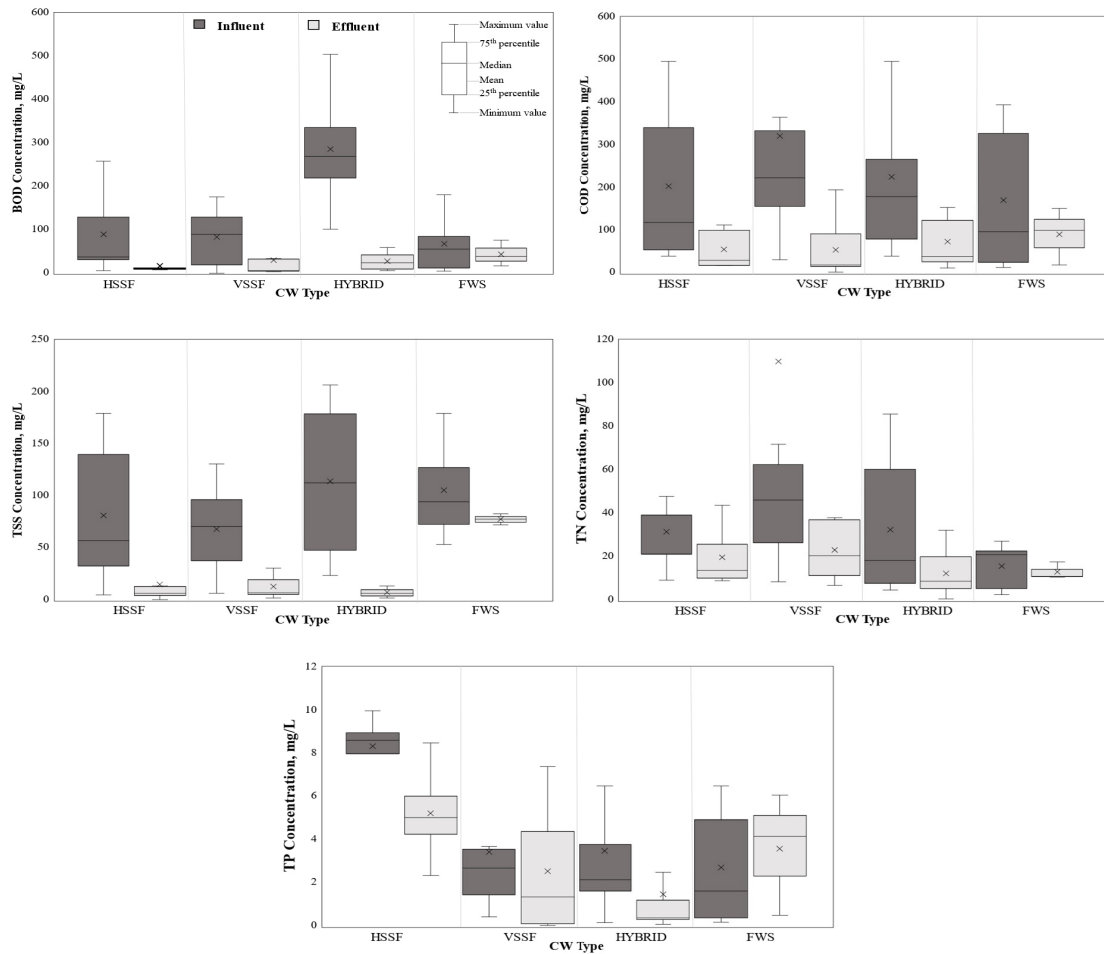 Influent Effluent
600
500
400
300
200
100
0
BOD Concentration, mg/L
Maximum value
75th percentile
Median
Mean
25th percentile
Minimum value
HSSF VSSF HYBRID FWS
CW Type
600
500
400
300
200
100
0
COD Concentration, mg/L
HSSF VSSF HYBRID FWS
CW Type
250
200
150
100
50
0
TSS Concentration, mg/L
HSSF VSSF HYBRID FWS
CW Type
120
100
80
60
40
20
0
TN Concentration, mg/L
HSSF VSSF HYBRID FWS
CW Type
12
10
8
6
4
2
0
TP Concentration, mg/L
HSSF VSSF HYBRID FWS
CW Type